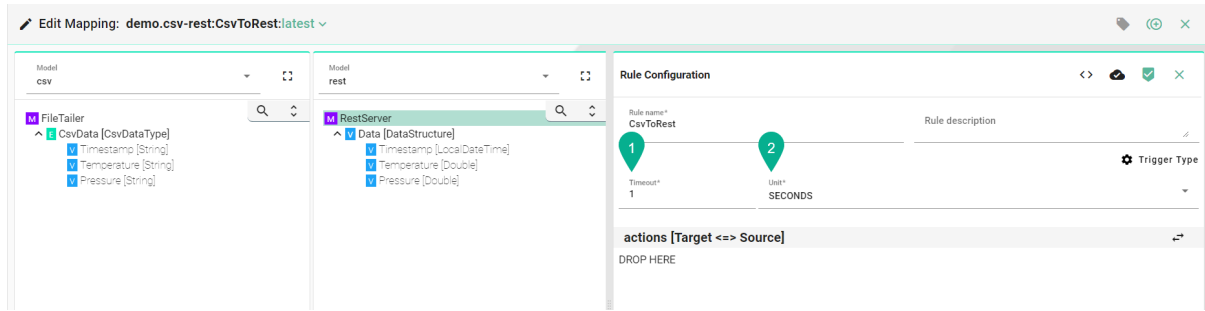 Edit Mapping: demo.csv-rest:CsvToRest:latest
Model
csv
M FileTailer
E CsvData [CsvDataType]
V Timestamp [String]
V Temperature [String]
V Pressure [String]
Model
rest
M RestServer
V Data [DataStructure]
V Timestamp [LocalDateTime]
V Temperature [Double]
V Pressure [Double]
Rule Configuration
Rule name*
CsvToRest
Rule description
1
2
Trigger Type
Timeout*
1
Unit*
SECONDS
actions [Target <=> Source]
DROP HERE